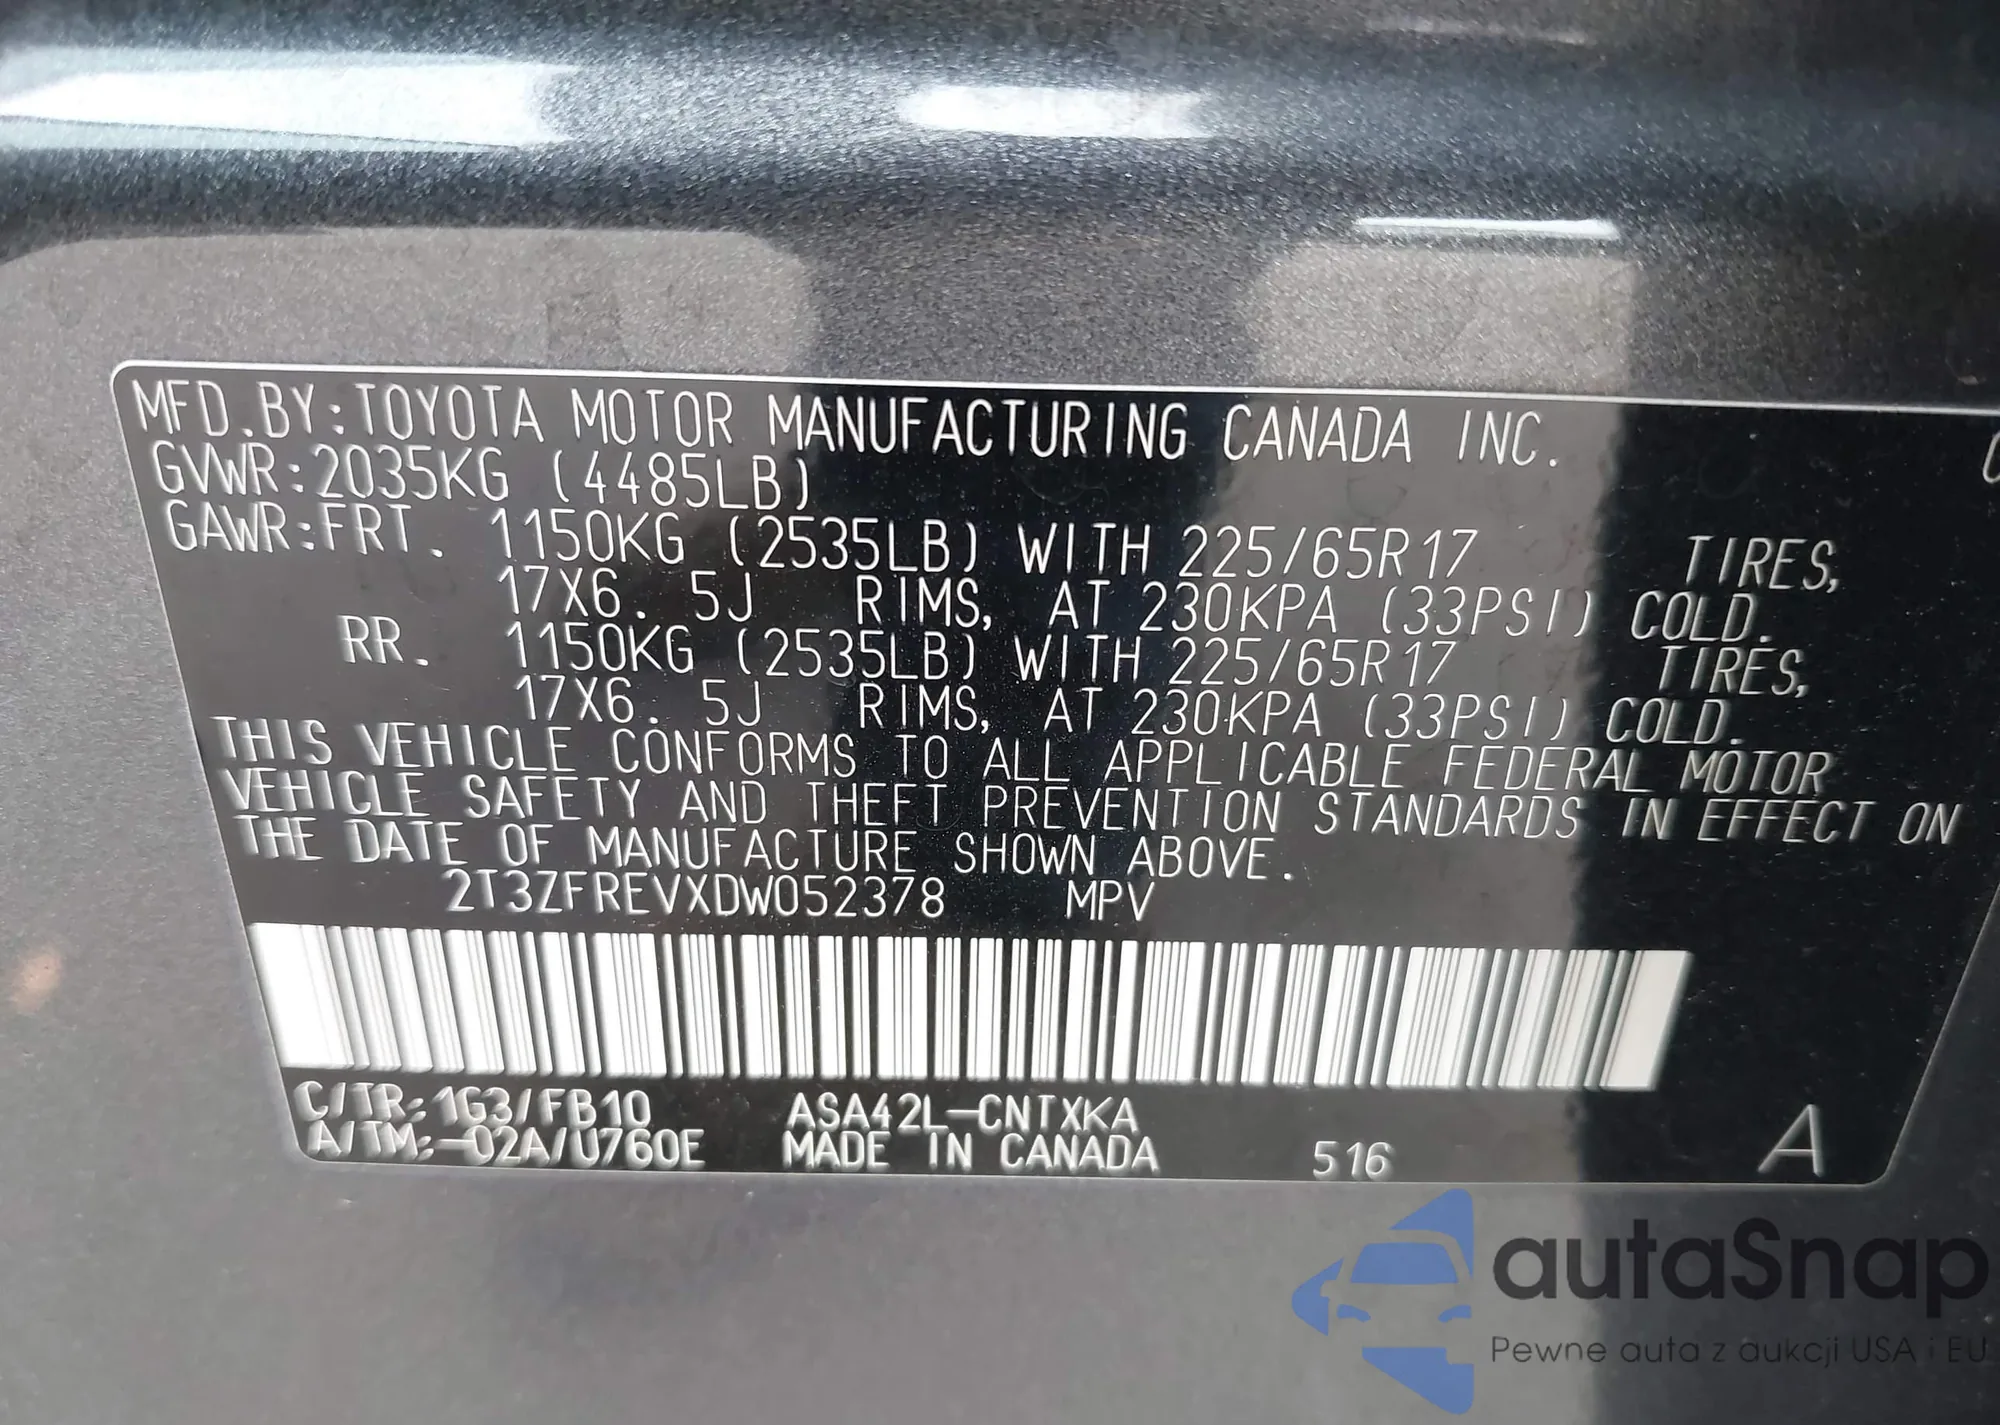 MFD.BY:TOYOTA MOTOR MANUFACTURING CANADA INC.
GVWR:2035KG (4485LB)
GAWR:FRT. 1150KG (2535LB) WITH 225/65R17 TIRES,
17X6.5J RIMS, AT 230KPA (33PSI) COLD.
RR. 1150KG (2535LB) WITH 225/65R17 TIRES,
17X6.5J RIMS, AT 230KPA (33PSI) COLD.
THIS VEHICLE CONFORMS TO ALL APPLICABLE FEDERAL MOTOR
VEHICLE SAFETY AND THEFT PREVENTION STANDARDS IN EFFECT ON
THE DATE OF MANUFACTURE SHOWN ABOVE.
2T3ZFREVXDW052378 MPV
C/TR:1G3/FB10 ASA42L-CNTXKA
A/TM:-02A/U760E MADE IN CANADA 516 A
autaSnap
Pewne auta z aukcji USA i EU